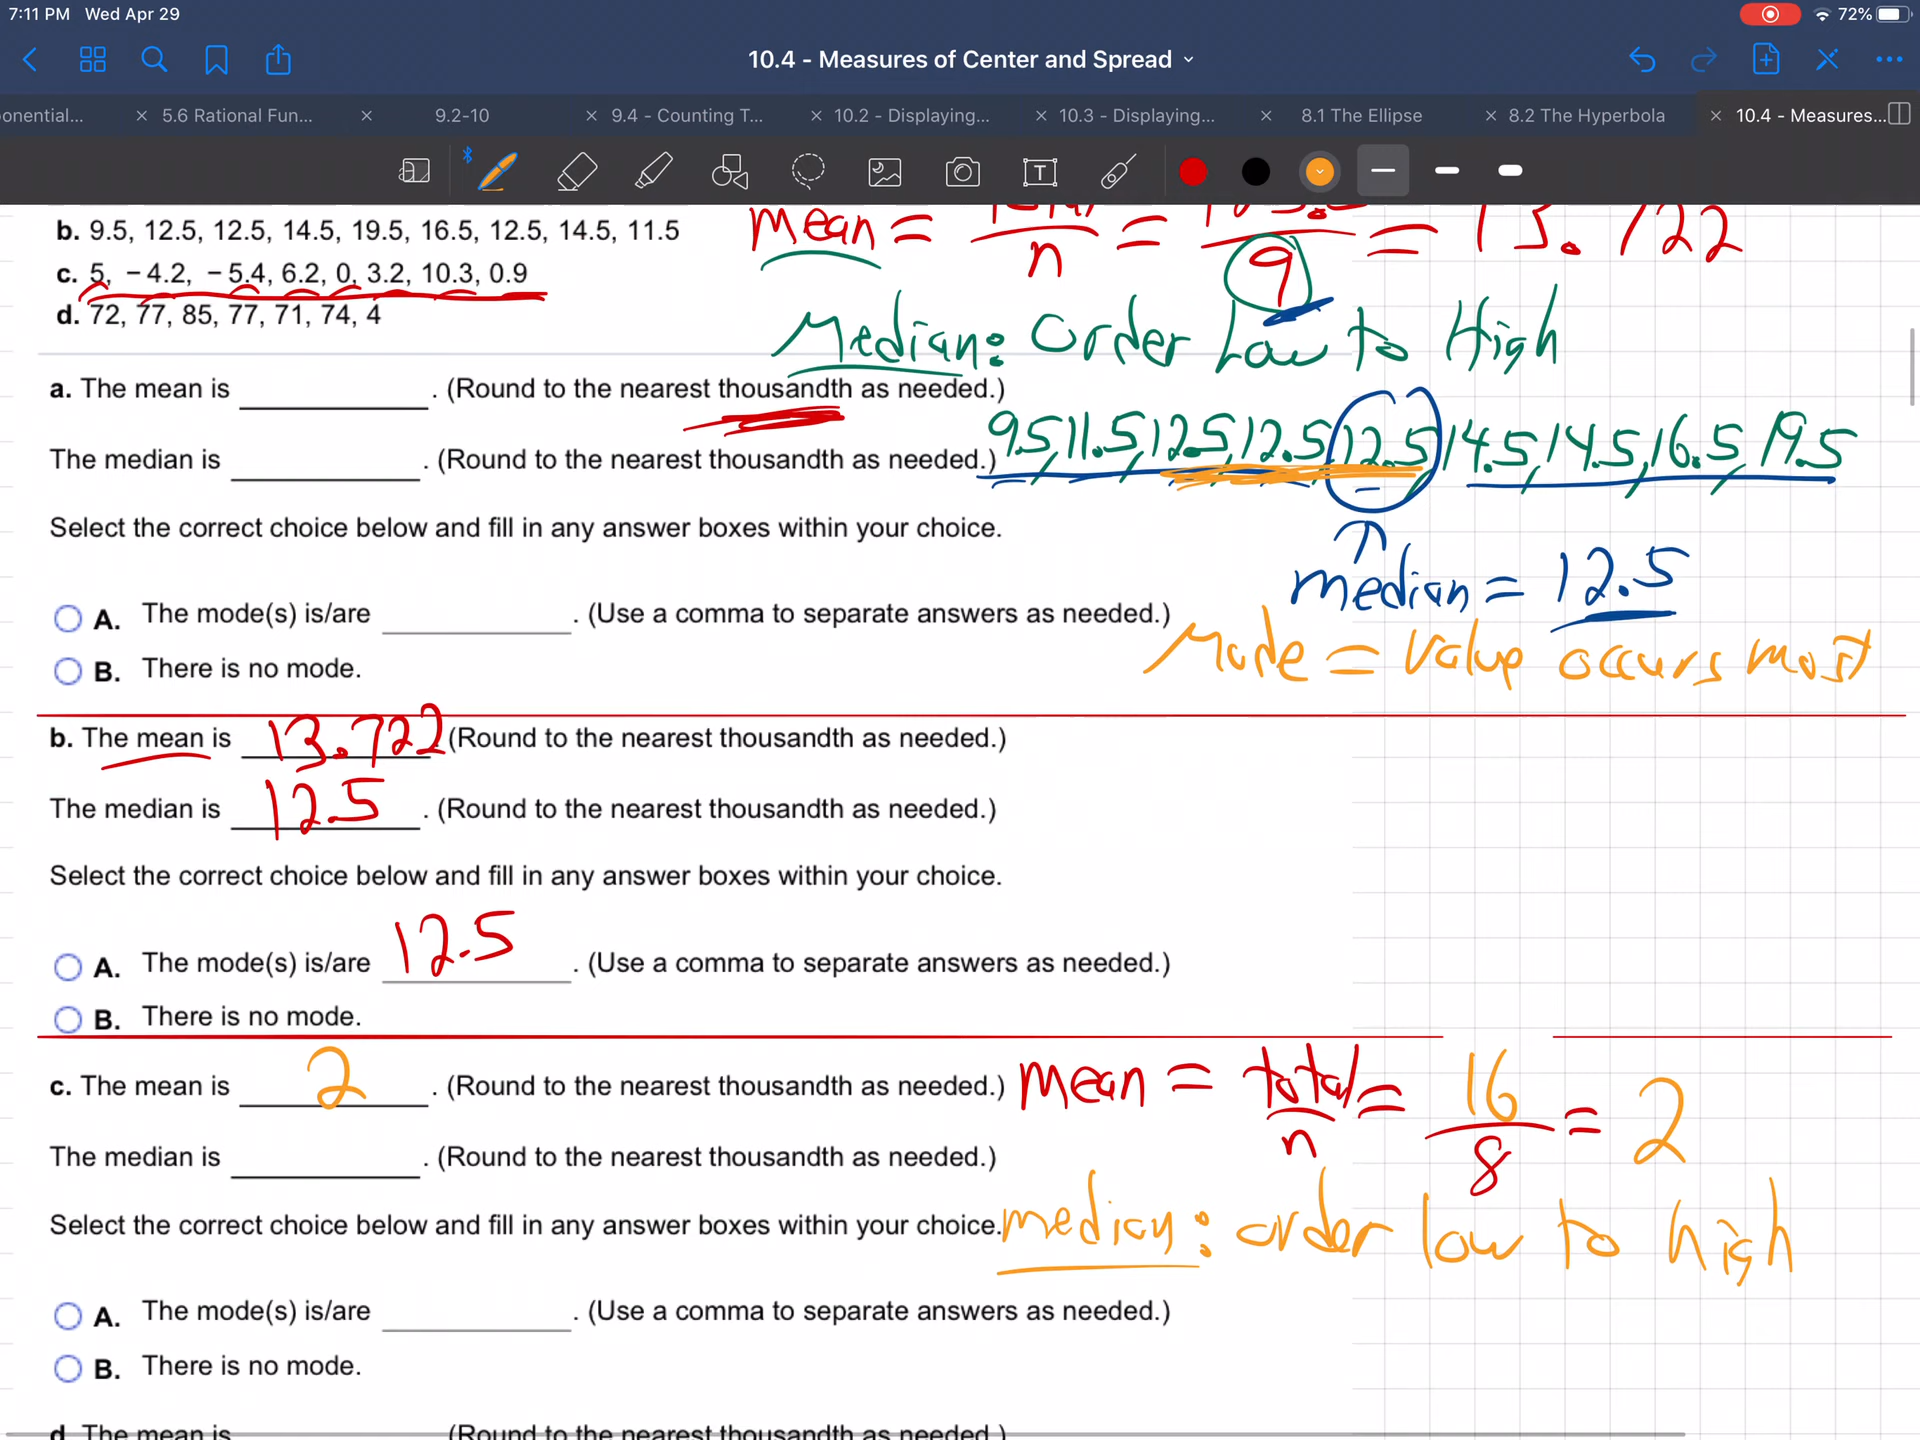 7:11 PM Wed Apr 29 72%
10.4 - Measures of Center and Spread
onential... × 5.6 Rational Fun... × 9.2-10 × 9.4 - Counting T... × 10.2 - Displaying... × 10.3 - Displaying... × 8.1 The Ellipse × 8.2 The Hyperbola × 10.4 - Measures...
T
b. 9.5, 12.5, 12.5, 14.5, 19.5, 16.5, 12.5, 14.5, 11.5
mean = n = 9 = 13.722
c. 5, − 4.2, − 5.4, 6.2, 0, 3.2, 10.3, 0.9
d. 72, 77, 85, 77, 71, 74, 4
Median: Order Low to High
a. The mean is ________. (Round to the nearest thousandth as needed.)
9.5, 11.5, 12.5, 12.5, 12.5, 14.5, 14.5, 16.5, 19.5
The median is ________. (Round to the nearest thousandth as needed.)
Select the correct choice below and fill in any answer boxes within your choice.
median = 12.5
A. The mode(s) is/are ________. (Use a comma to separate answers as needed.)
Mode = Value occurs most
B. There is no mode.
b. The mean is 13.722 (Round to the nearest thousandth as needed.)
The median is 12.5. (Round to the nearest thousandth as needed.)
Select the correct choice below and fill in any answer boxes within your choice.
A. The mode(s) is/are 12.5. (Use a comma to separate answers as needed.)
B. There is no mode.
c. The mean is 2. (Round to the nearest thousandth as needed.) mean = total/n = 16/8 = 2
The median is ________. (Round to the nearest thousandth as needed.)
Select the correct choice below and fill in any answer boxes within your choice. median: order low to high
A. The mode(s) is/are ________. (Use a comma to separate answers as needed.)
B. There is no mode.
d. The mean is (Round to the nearest thousandth as needed.)